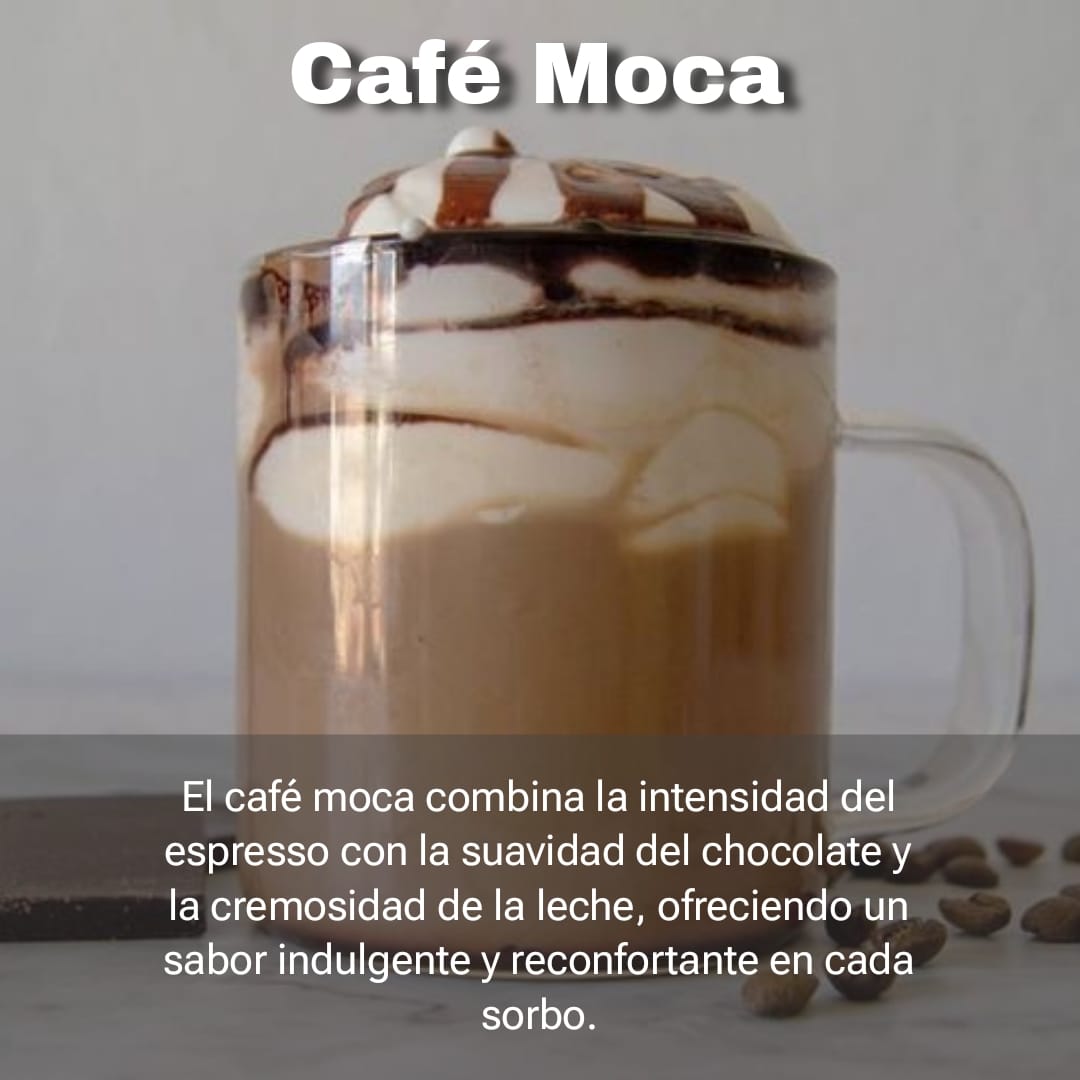 Café Moca
El café moca combina la intensidad del
espresso con la suavidad del chocolate y
la cremosidad de la leche, ofreciendo un
sabor indulgente y reconfortante en cada
sorbo.